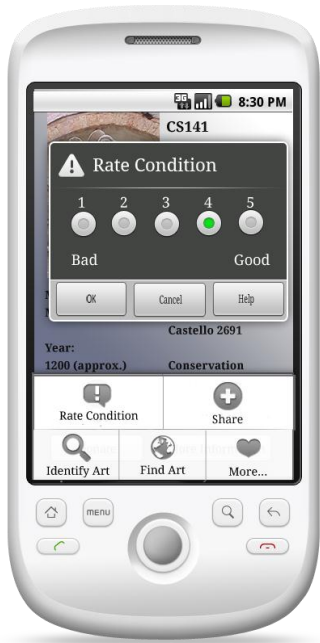 3G
8:30 PM
CS141
Rate Condition
1 2 3 4 5
Bad Good
OK Cancel Help
Castello 2691
Year:
1200 (approx.) Conservation
Rate Condition Share
Identify Art Find Art More...
MENU